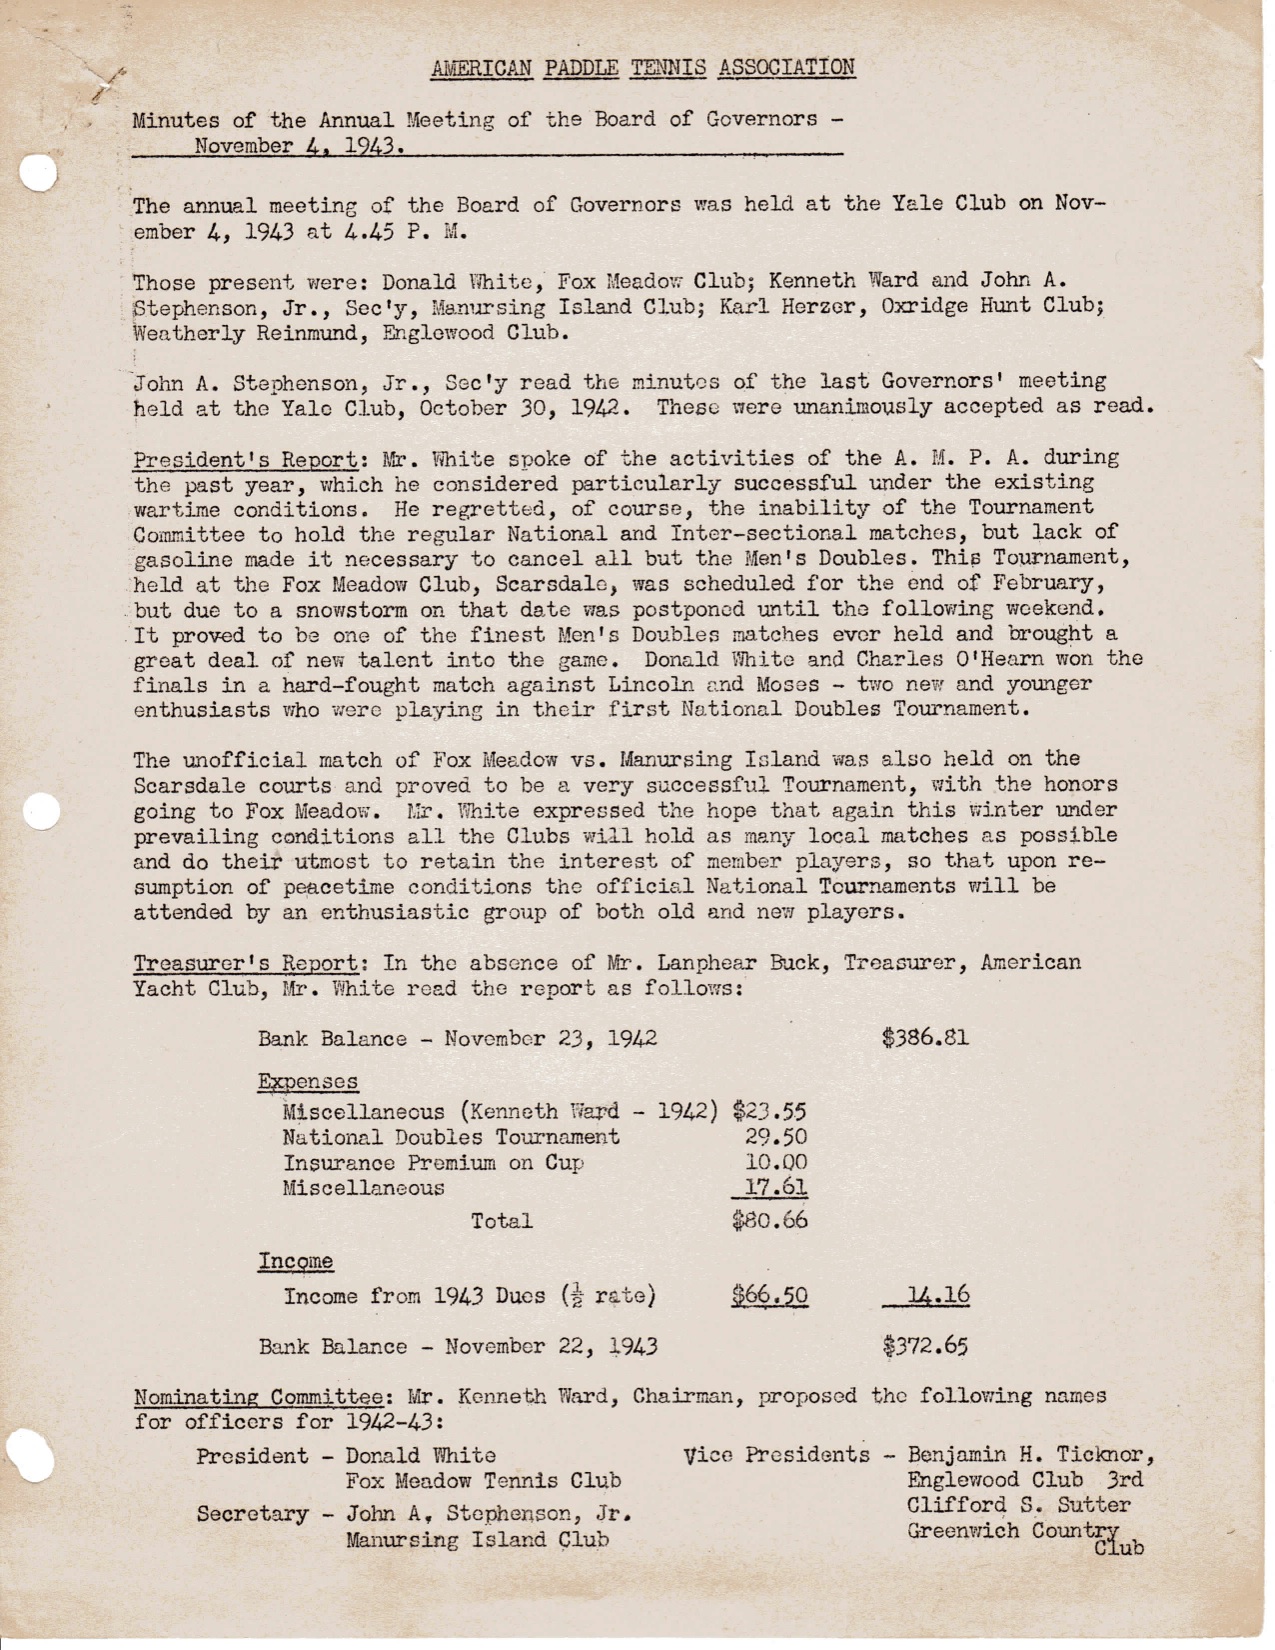 AMERICAN PADDLE TENNIS ASSOCIATION
Minutes of the Annual Meeting of the Board of Governors -
November 4, 1943.
The annual meeting of the Board of Governors was held at the Yale Club on Nov-
ember 4, 1943 at 4.45 P. M.
Those present were: Donald White, Fox Meadow Club; Kenneth Ward and John A.
Stephenson, Jr., Sec'y, Manursing Island Club; Karl Herzer, Oxridge Hunt Club;
Weatherly Reinmund, Englewood Club.
John A. Stephenson, Jr., Sec'y read the minutes of the last Governors' meeting
held at the Yale Club, October 30, 1942. These were unanimously accepted as read.
President's Report: Mr. White spoke of the activities of the A. M. P. A. during
the past year, which he considered particularly successful under the existing
wartime conditions. He regretted, of course, the inability of the Tournament
Committee to hold the regular National and Inter-sectional matches, but lack of
gasoline made it necessary to cancel all but the Men's Doubles. This Tournament,
held at the Fox Meadow Club, Scarsdale, was scheduled for the end of February,
but due to a snowstorm on that date was postponed until the following weekend.
It proved to be one of the finest Men's Doubles matches ever held and brought a
great deal of new talent into the game. Donald White and Charles O'Hearn won the
finals in a hard-fought match against Lincoln and Moses - two new and younger
enthusiasts who were playing in their first National Doubles Tournament.
The unofficial match of Fox Meadow vs. Manursing Island was also held on the
Scarsdale courts and proved to be a very successful Tournament, with the honors
going to Fox Meadow. Mr. White expressed the hope that again this winter under
prevailing conditions all the Clubs will hold as many local matches as possible
and do their utmost to retain the interest of member players, so that upon re-
sumption of peacetime conditions the official National Tournaments will be
attended by an enthusiastic group of both old and new players.
Treasurer's Report: In the absence of Mr. Lanphear Buck, Treasurer, American
Yacht Club, Mr. White read the report as follows:
Bank Balance - November 23, 1942 $386.81
Expenses
Miscellaneous (Kenneth Ward - 1942) $23.55
National Doubles Tournament 29.50
Insurance Premium on Cup 10.00
Miscellaneous 17.61
Total $80.66
Income
Income from 1943 Dues (½ rate) $66.50 14.16
Bank Balance - November 22, 1943 $372.65
Nominating Committee: Mr. Kenneth Ward, Chairman, proposed the following names
for officers for 1942-43:
President - Donald White Vice Presidents - Benjamin H. Ticknor,
Fox Meadow Tennis Club Englewood Club 3rd
Secretary - John A. Stephenson, Jr. Clifford S. Sutter
Manursing Island Club Greenwich Country
Club